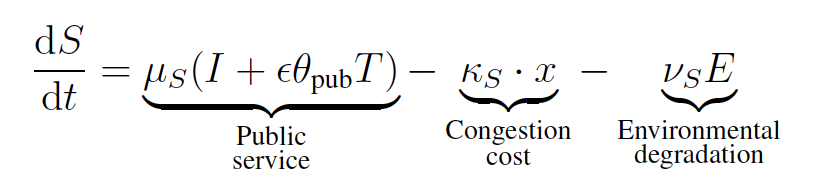 dS/dt = μ_S(I + εθ_pub T) − κ_S · x − ν_S E
Public service
Congestion cost
Environmental degradation